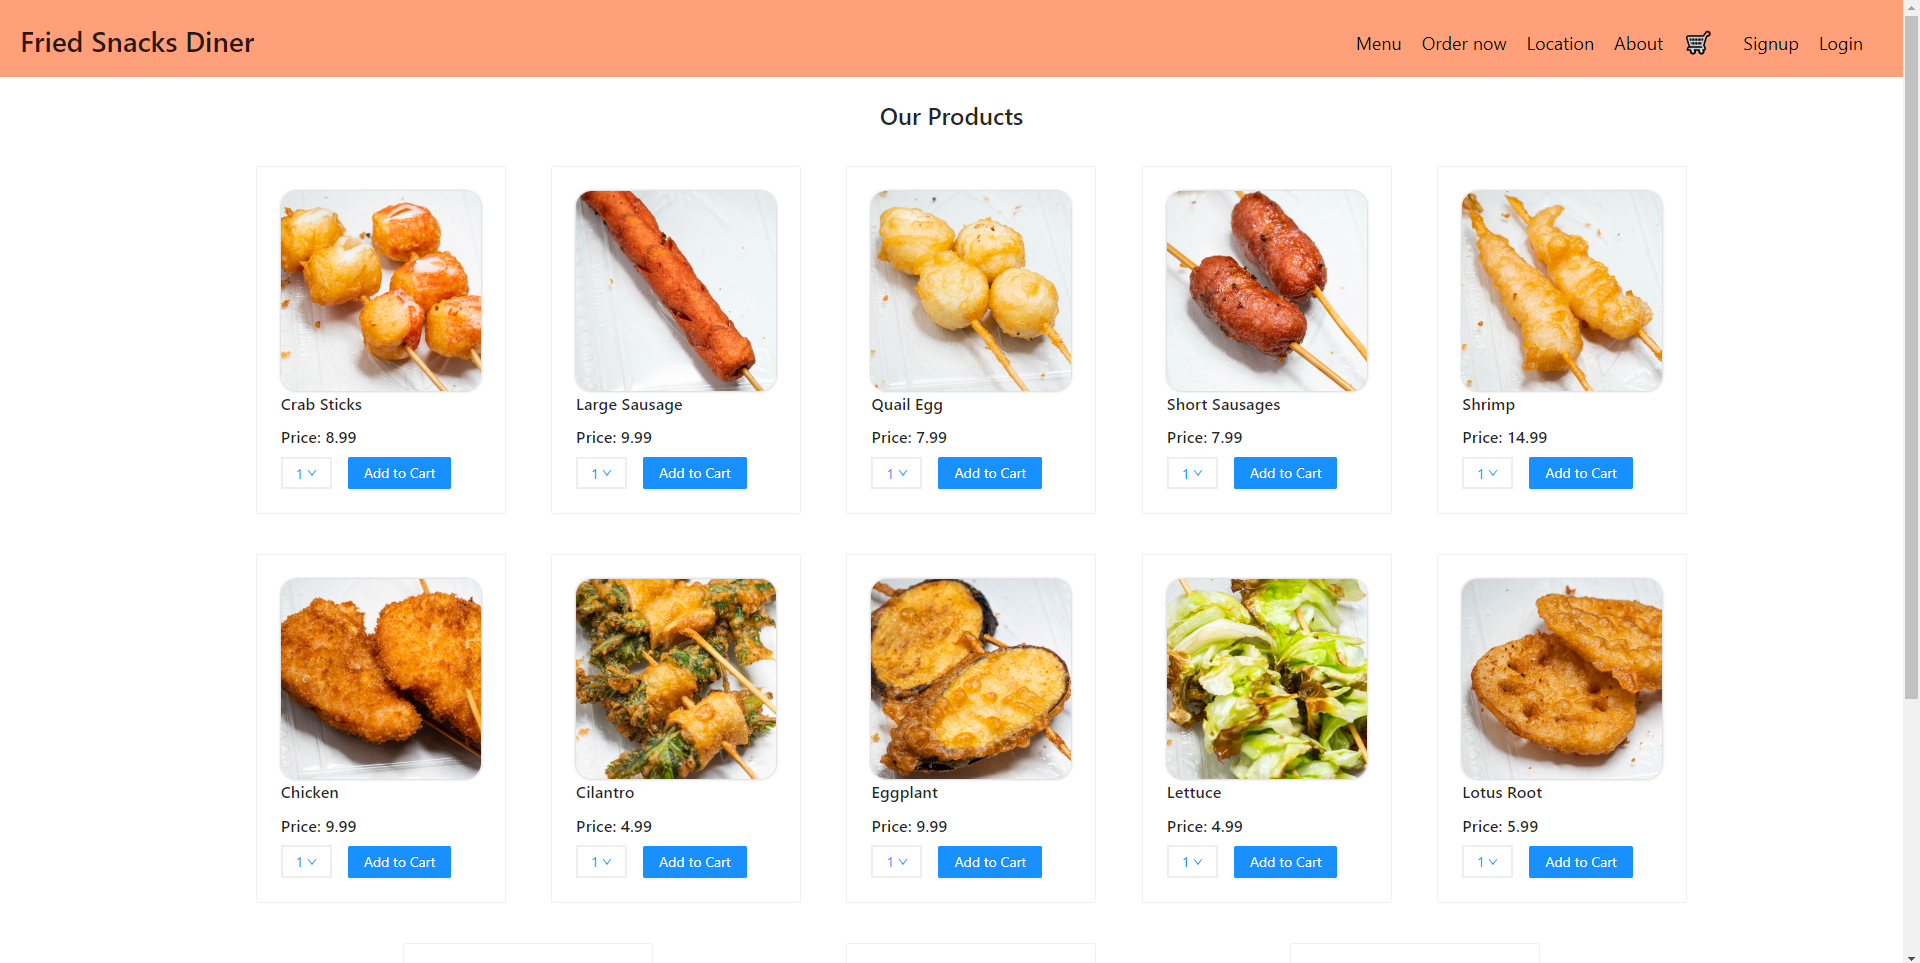 Fried Snacks Diner
Menu Order now Location About Signup Login
Our Products
Crab Sticks
Price: 8.99
1 Add to Cart
Large Sausage
Price: 9.99
1 Add to Cart
Quail Egg
Price: 7.99
1 Add to Cart
Short Sausages
Price: 7.99
1 Add to Cart
Shrimp
Price: 14.99
1 Add to Cart
Chicken
Price: 9.99
1 Add to Cart
Cilantro
Price: 4.99
1 Add to Cart
Eggplant
Price: 9.99
1 Add to Cart
Lettuce
Price: 4.99
1 Add to Cart
Lotus Root
Price: 5.99
1 Add to Cart